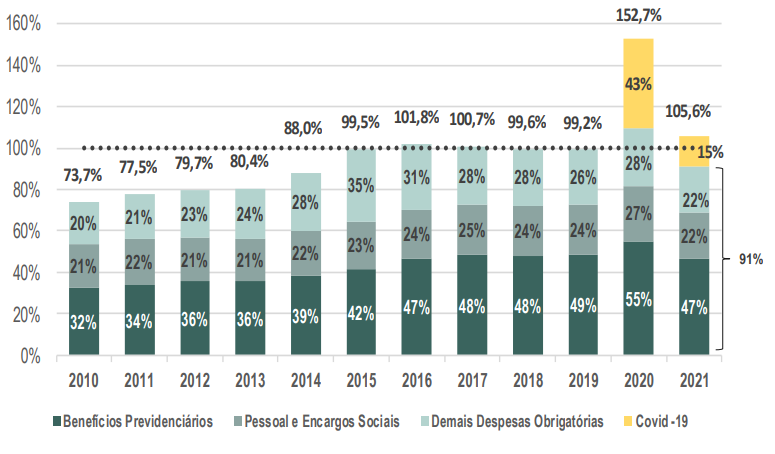 160%
140%
120%
100%
80%
60%
40%
20%
0%
73,7% 77,5% 79,7% 80,4% 88,0% 99,5% 101,8% 100,7% 99,6% 99,2% 152,7% 105,6%
43% 15%
20% 21% 23% 24% 28% 35% 31% 28% 28% 26% 28% 22%
21% 22% 21% 21% 22% 23% 24% 25% 24% 24% 27% 22%
32% 34% 36% 36% 39% 42% 47% 48% 48% 49% 55% 47%
91%
2010 2011 2012 2013 2014 2015 2016 2017 2018 2019 2020 2021
Benefícios Previdenciários Pessoal e Encargos Sociais Demais Despesas Obrigatórias Covid -19